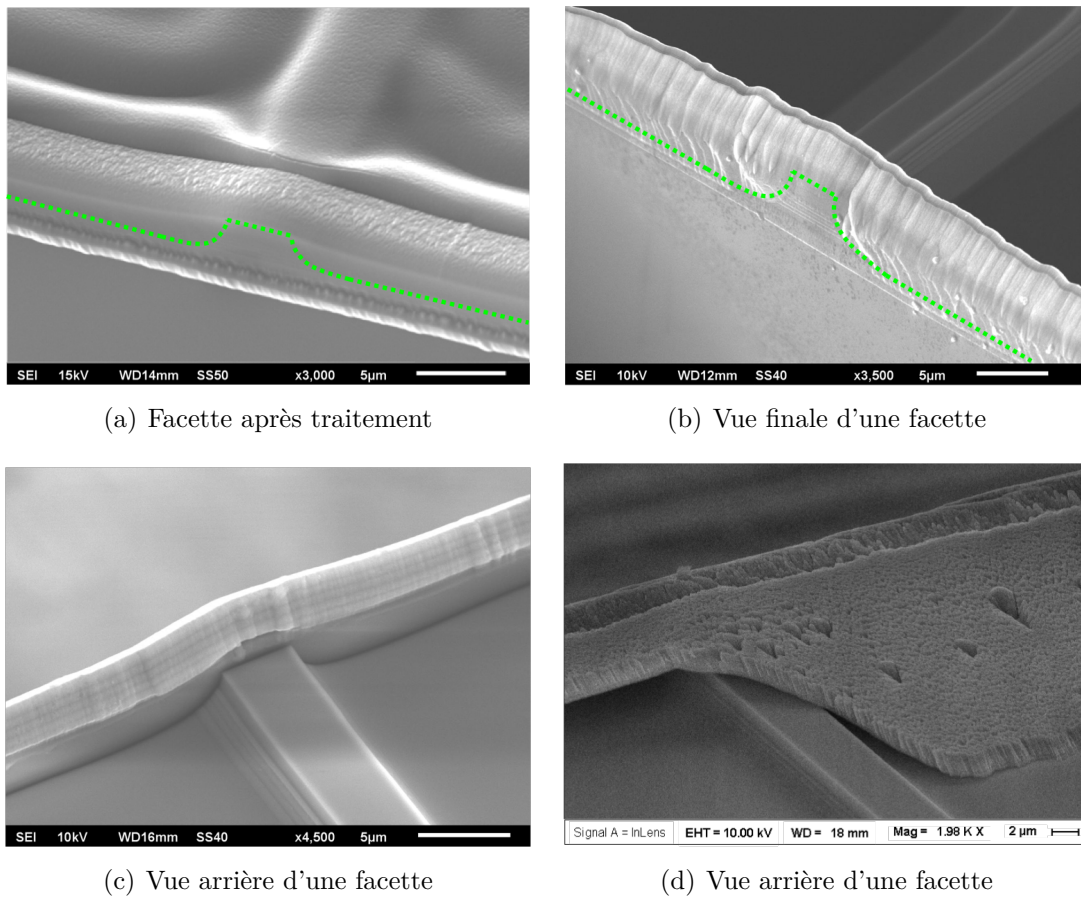 SEI 15kV WD14mm SS50 x3,000 5µm
SEI 10kV WD12mm SS40 x3,500 5µm
(a) Facette après traitement
(b) Vue finale d'une facette
SEI 10kV WD16mm SS40 x4,500 5µm
Signal A = InLens EHT = 10.00 kV WD = 18 mm Mag = 1.98 K X 2 µm
(c) Vue arrière d'une facette
(d) Vue arrière d'une facette